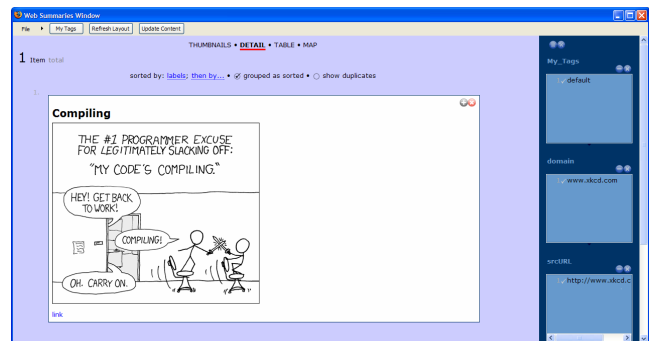 Web Summaries Window
File My Tags Refresh Layout Update Content
THUMBNAILS • DETAIL • TABLE • MAP
1 Item total
sorted by: labels; then by... • grouped as sorted • show duplicates
1.
Compiling
THE #1 PROGRAMMER EXCUSE
FOR LEGITIMATELY SLACKING OFF:
"MY CODE'S COMPILING."
HEY! GET BACK
TO WORK!
COMPILING!
OH. CARRY ON.
link
My_Tags
default
domain
www.xkcd.com
srcURL
http://www.xkcd.c